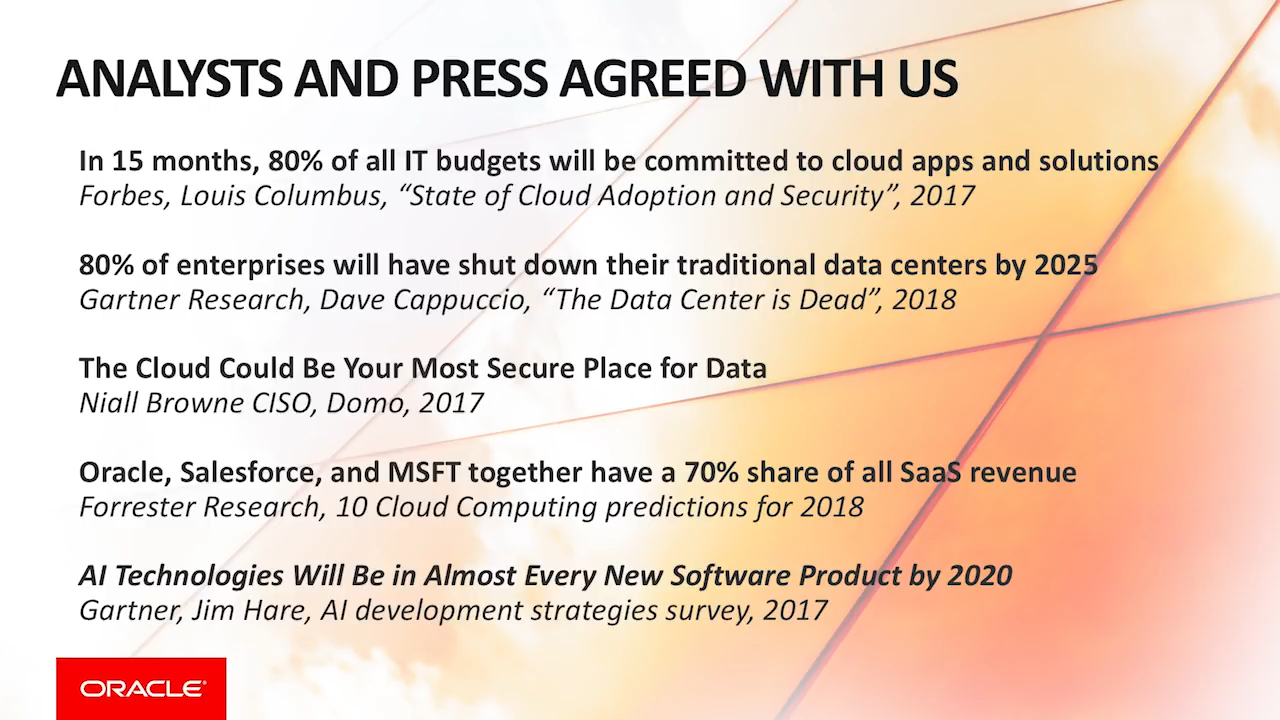 ANALYSTS AND PRESS AGREED WITH US
In 15 months, 80% of all IT budgets will be committed to cloud apps and solutions
Forbes, Louis Columbus, “State of Cloud Adoption and Security”, 2017
80% of enterprises will have shut down their traditional data centers by 2025
Gartner Research, Dave Cappuccio, “The Data Center is Dead”, 2018
The Cloud Could Be Your Most Secure Place for Data
Niall Browne CISO, Domo, 2017
Oracle, Salesforce, and MSFT together have a 70% share of all SaaS revenue
Forrester Research, 10 Cloud Computing predictions for 2018
AI Technologies Will Be in Almost Every New Software Product by 2020
Gartner, Jim Hare, AI development strategies survey, 2017
ORACLE®